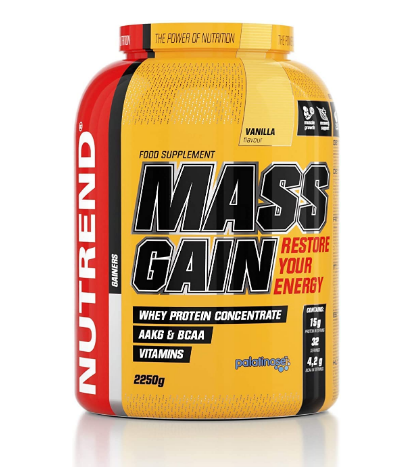 THE POWER OF NUTRITION
VANILLA
flavour
FOOD SUPPLEMENT
MASS
GAIN
RESTORE
YOUR
ENERGY
NUTREND®
GAINERS
WHEY PROTEIN CONCENTRATE
AAKG & BCAA
VITAMINS
palatinose
2250g
CONTAINS:
15g
32
4,2 g